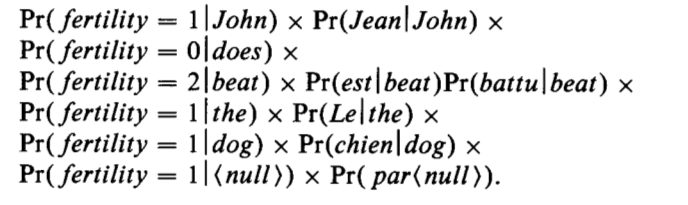 Pr(fertility = 1|John) × Pr(Jean|John) ×
Pr(fertility = 0|does) ×
Pr(fertility = 2|beat) × Pr(est|beat)Pr(battu|beat) ×
Pr(fertility = 1|the) × Pr(Le|the) ×
Pr(fertility = 1|dog) × Pr(chien|dog) ×
Pr(fertility = 1|⟨null⟩) × Pr(par⟨null⟩).